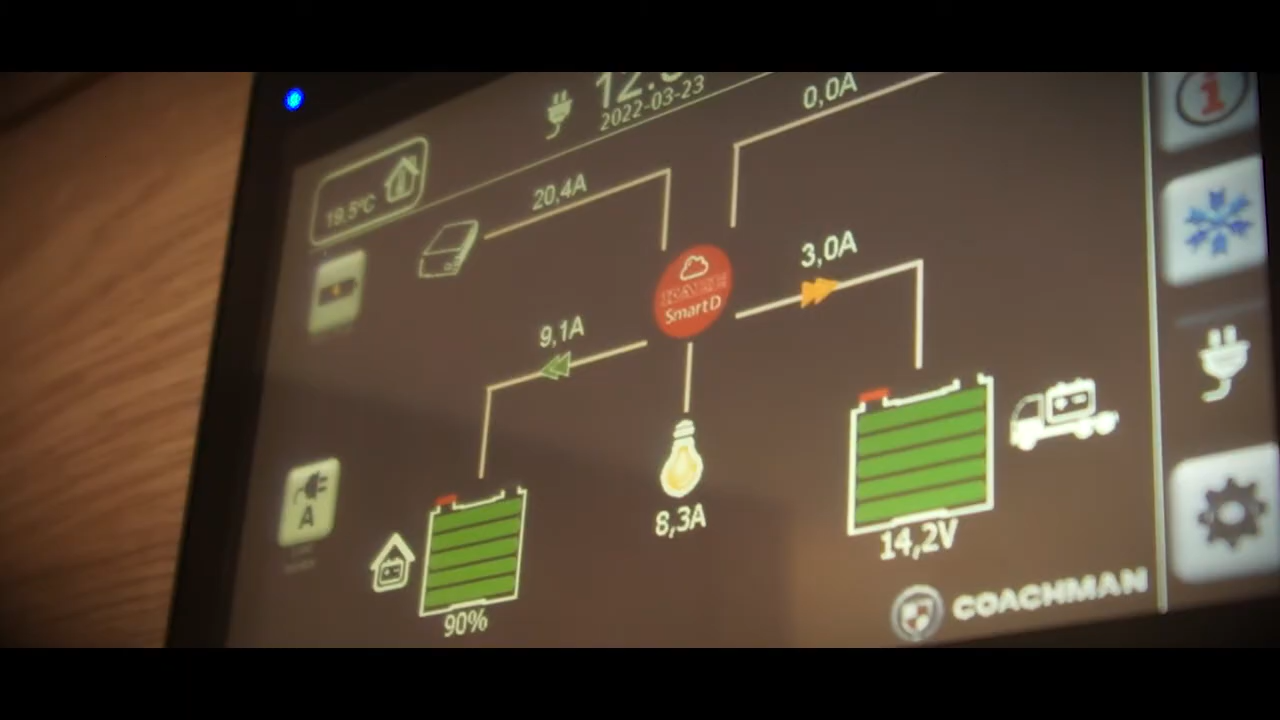 2022-03-23
0,0A
19.5°C
20,4A
3,0A
SmartD
9,1A
A
8,3A
14,2V
90%
COACHMAN